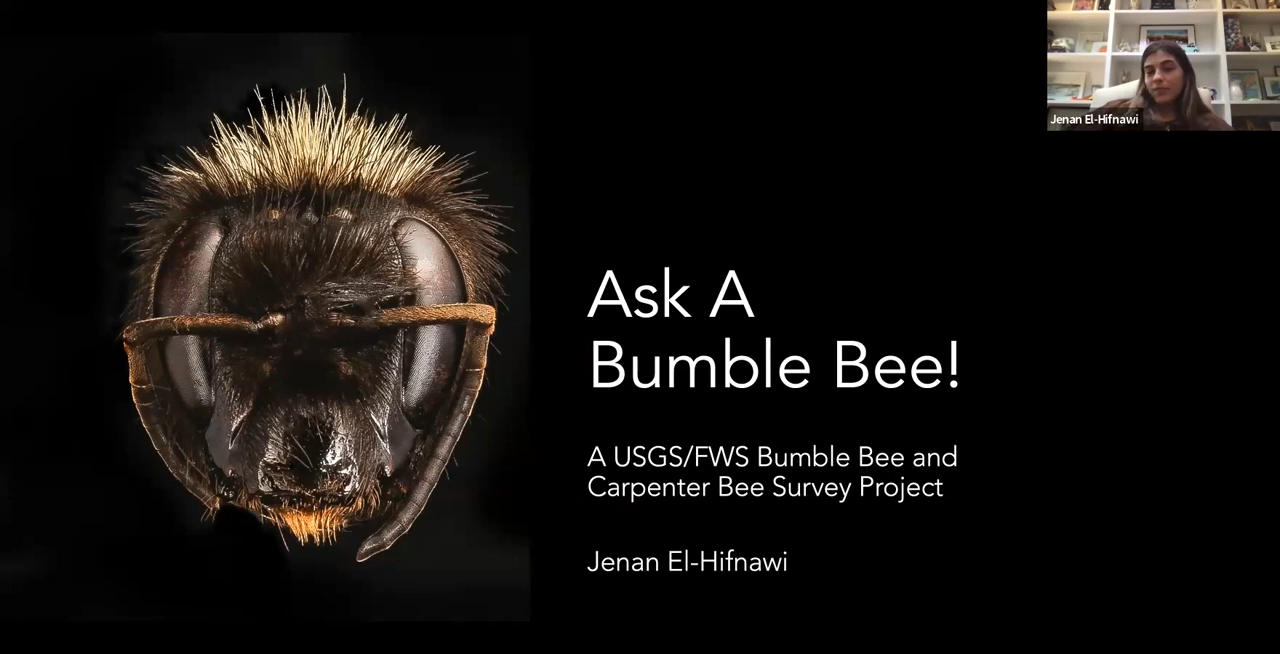 Jenan El-Hifnawi
Ask A
Bumble Bee!
A USGS/FWS Bumble Bee and
Carpenter Bee Survey Project
Jenan El-Hifnawi